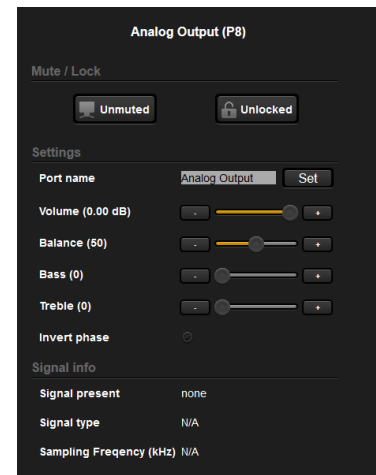 Analog Output (P8)
Mute / Lock
Unmuted Unlocked
Settings
Port name Analog Output Set
Volume (0.00 dB) - +
Balance (50) - +
Bass (0) - +
Treble (0) - +
Invert phase
Signal info
Signal present none
Signal type N/A
Sampling Freqency (kHz) N/A